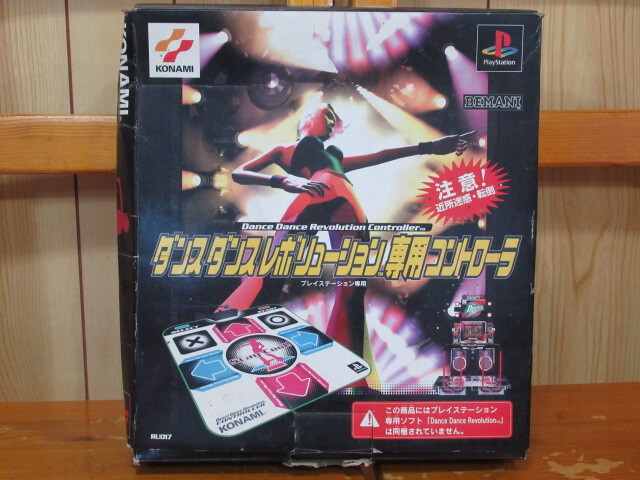 KONAMI
KONAMI
PlayStation
BEMANI
注意!
近所迷惑・転倒
Dance Dance Revolution Controller™
ダンスダンスレボリューション™専用コントローラ
プレイステーション専用
KONAMI
RU017
この商品にはプレイステーション
専用ソフト「Dance Dance Revolution™」
は同梱されていません。